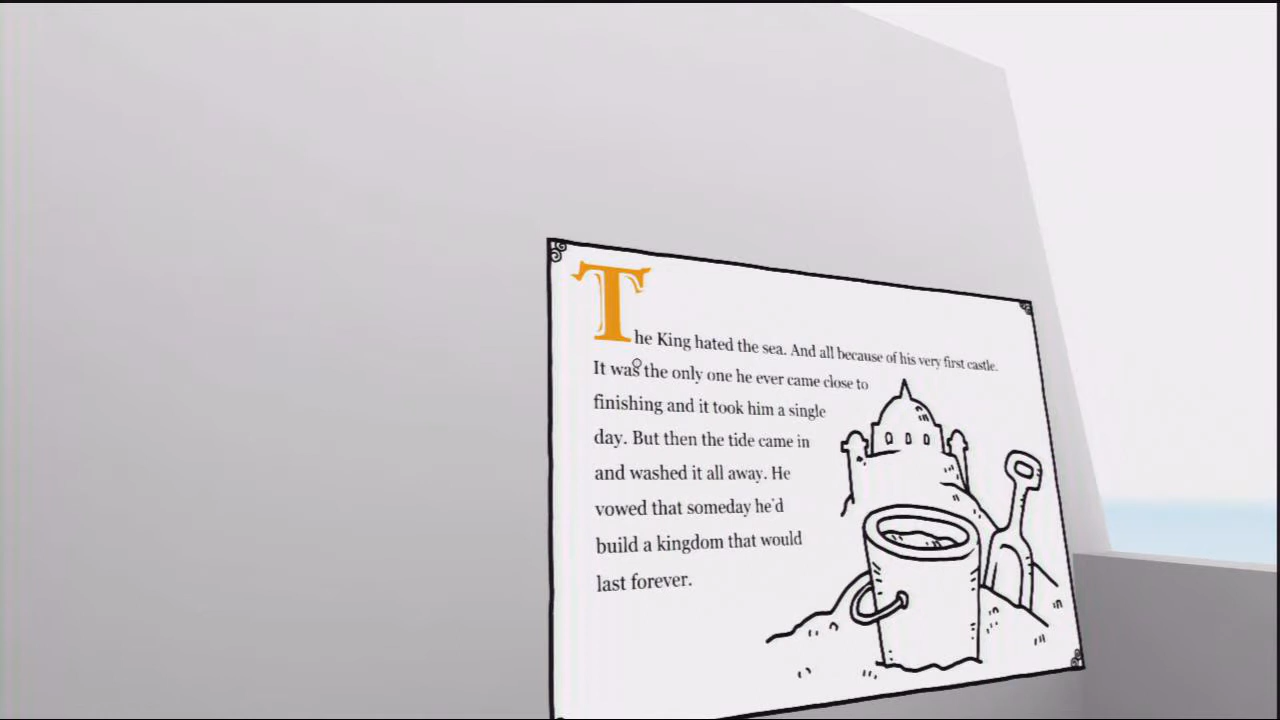 The King hated the sea. And all because of his very first castle.
It was the only one he ever came close to
finishing and it took him a single
day. But then the tide came in
and washed it all away. He
vowed that someday he'd
build a kingdom that would
last forever.